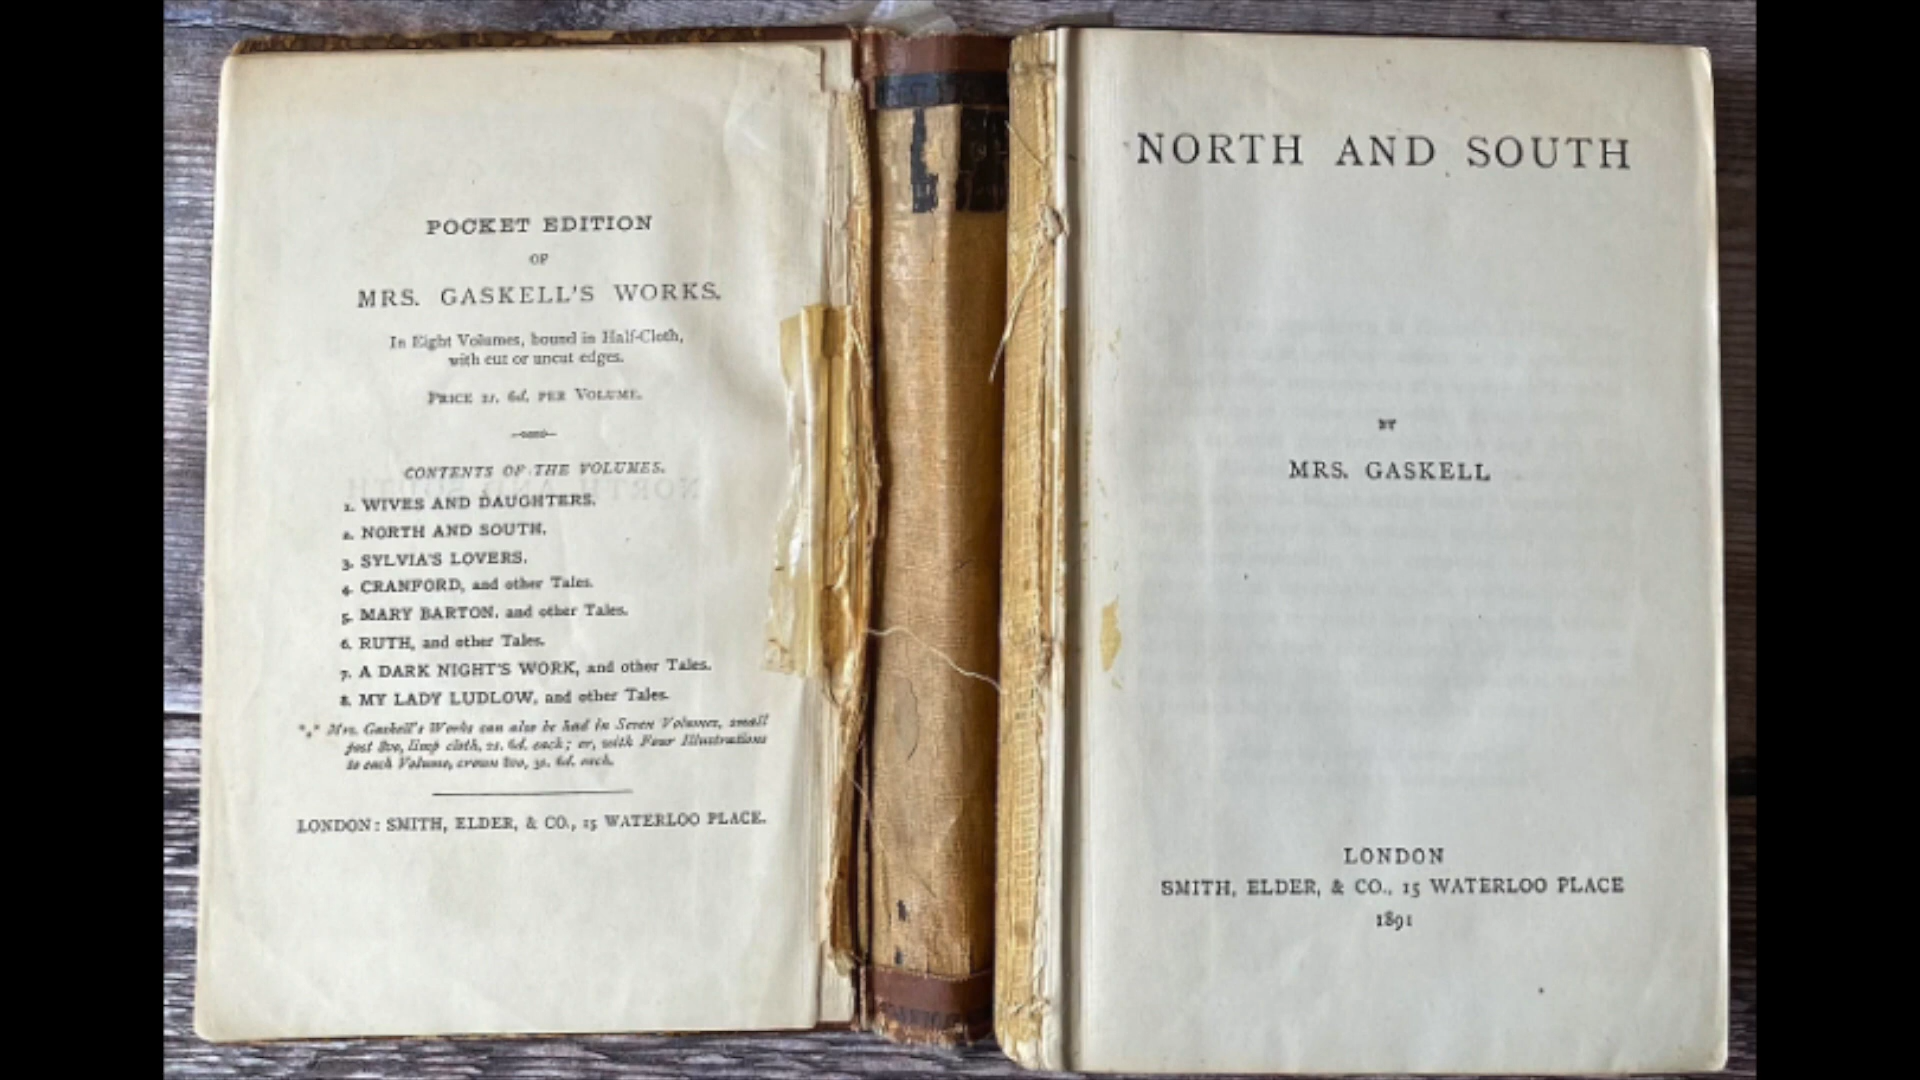 POCKET EDITION
OF
MRS. GASKELL'S WORKS.
In Eight Volumes, bound in Half-Cloth,
with cut or uncut edges.
PRICE 2s. 6d. PER VOLUME.
CONTENTS OF THE VOLUMES.
1. WIVES AND DAUGHTERS.
2. NORTH AND SOUTH.
3. SYLVIA'S LOVERS.
4. CRANFORD, and other Tales.
5. MARY BARTON, and other Tales.
6. RUTH, and other Tales.
7. A DARK NIGHT'S WORK, and other Tales.
8. MY LADY LUDLOW, and other Tales.
*** Mrs. Gaskell's Works can also be had in Seven Volumes, small
post 8vo, limp cloth, 2s. 6d. each; or, with Four Illustrations
to each Volume, crown 8vo, 3s. 6d. each.
LONDON: SMITH, ELDER, & CO., 15 WATERLOO PLACE.
NORTH AND SOUTH
BY
MRS. GASKELL
LONDON
SMITH, ELDER, & CO., 15 WATERLOO PLACE
1891